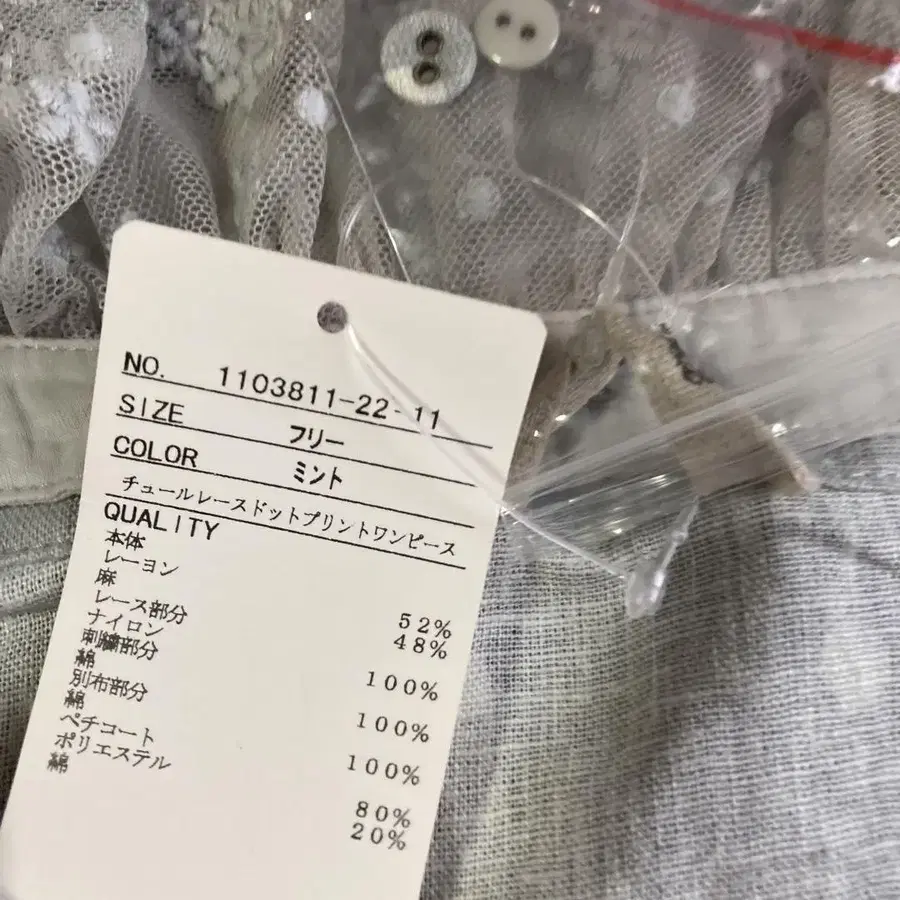 NO. 1103811-22-11
SIZE フリー
COLOR ミント
チュールレースドットプリントワンピース
QUALITY
本体
レーヨン 52%
麻 48%
レース部分
ナイロン 100%
刺繍部分
綿 100%
別布部分
綿 100%
ペチコート
ポリエステル 80%
綿 20%